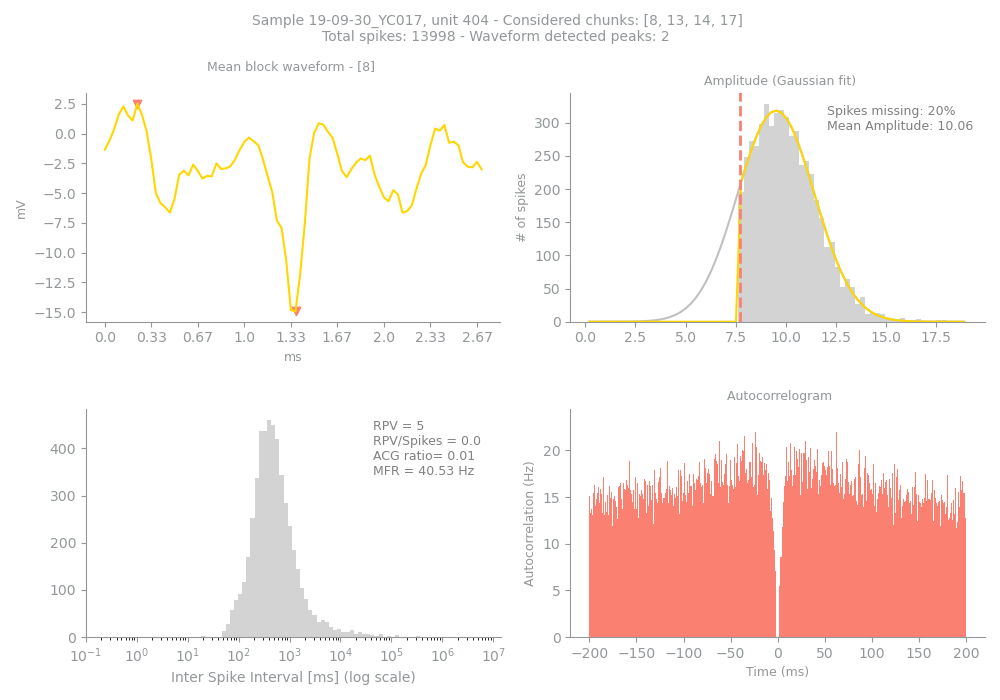 Sample 19-09-30_YC017, unit 404 - Considered chunks: [8, 13, 14, 17]
Total spikes: 13998 - Waveform detected peaks: 2
Mean block waveform - [8]
2.5
0.0
−2.5
−5.0
−7.5
−10.0
−12.5
−15.0
mV
0.0 0.33 0.67 1.0 1.33 1.67 2.0 2.33 2.67
ms
Amplitude (Gaussian fit)
Spikes missing: 20%
Mean Amplitude: 10.06
300
250
200
150
100
50
0
# of spikes
0.0 2.5 5.0 7.5 10.0 12.5 15.0 17.5
RPV = 5
RPV/Spikes = 0.0
ACG ratio= 0.01
MFR = 40.53 Hz
400
300
200
100
0
10⁻¹ 10⁰ 10¹ 10² 10³ 10⁴ 10⁵ 10⁶ 10⁷
Inter Spike Interval [ms] (log scale)
Autocorrelogram
20
15
10
5
0
Autocorrelation (Hz)
−200 −150 −100 −50 0 50 100 150 200
Time (ms)